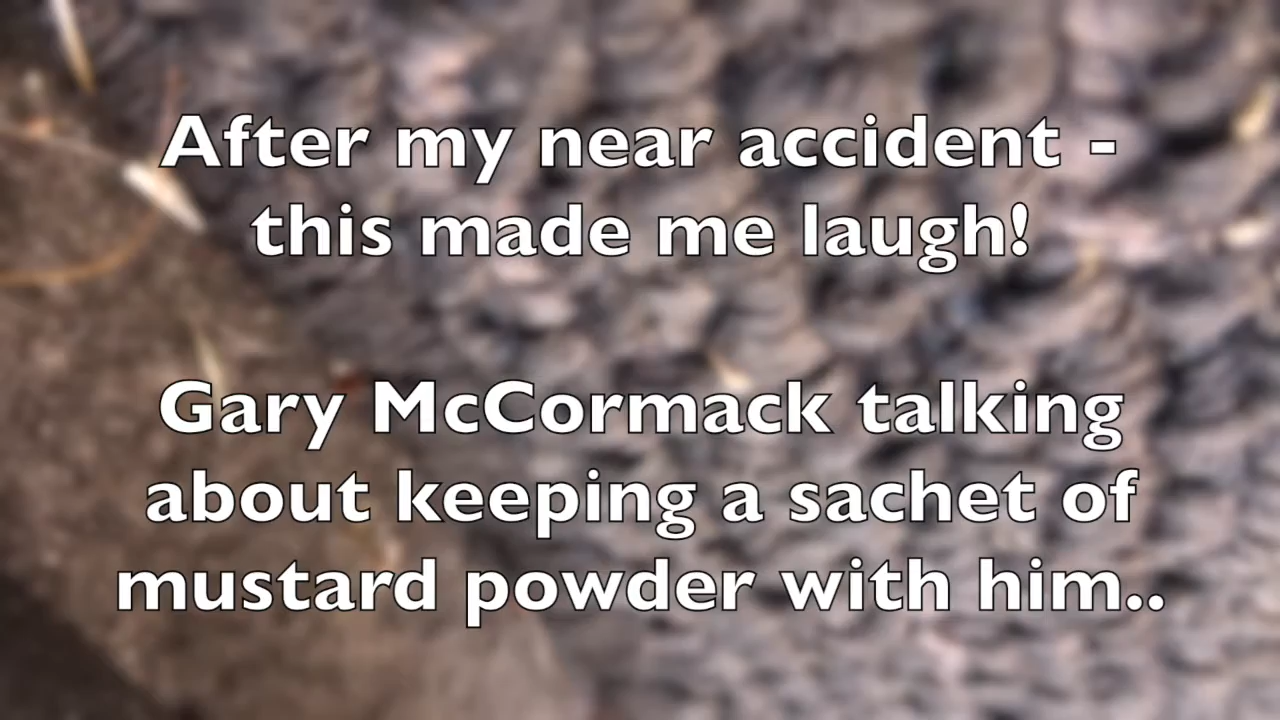 After my near accident -
this made me laugh!
Gary McCormack talking
about keeping a sachet of
mustard powder with him..